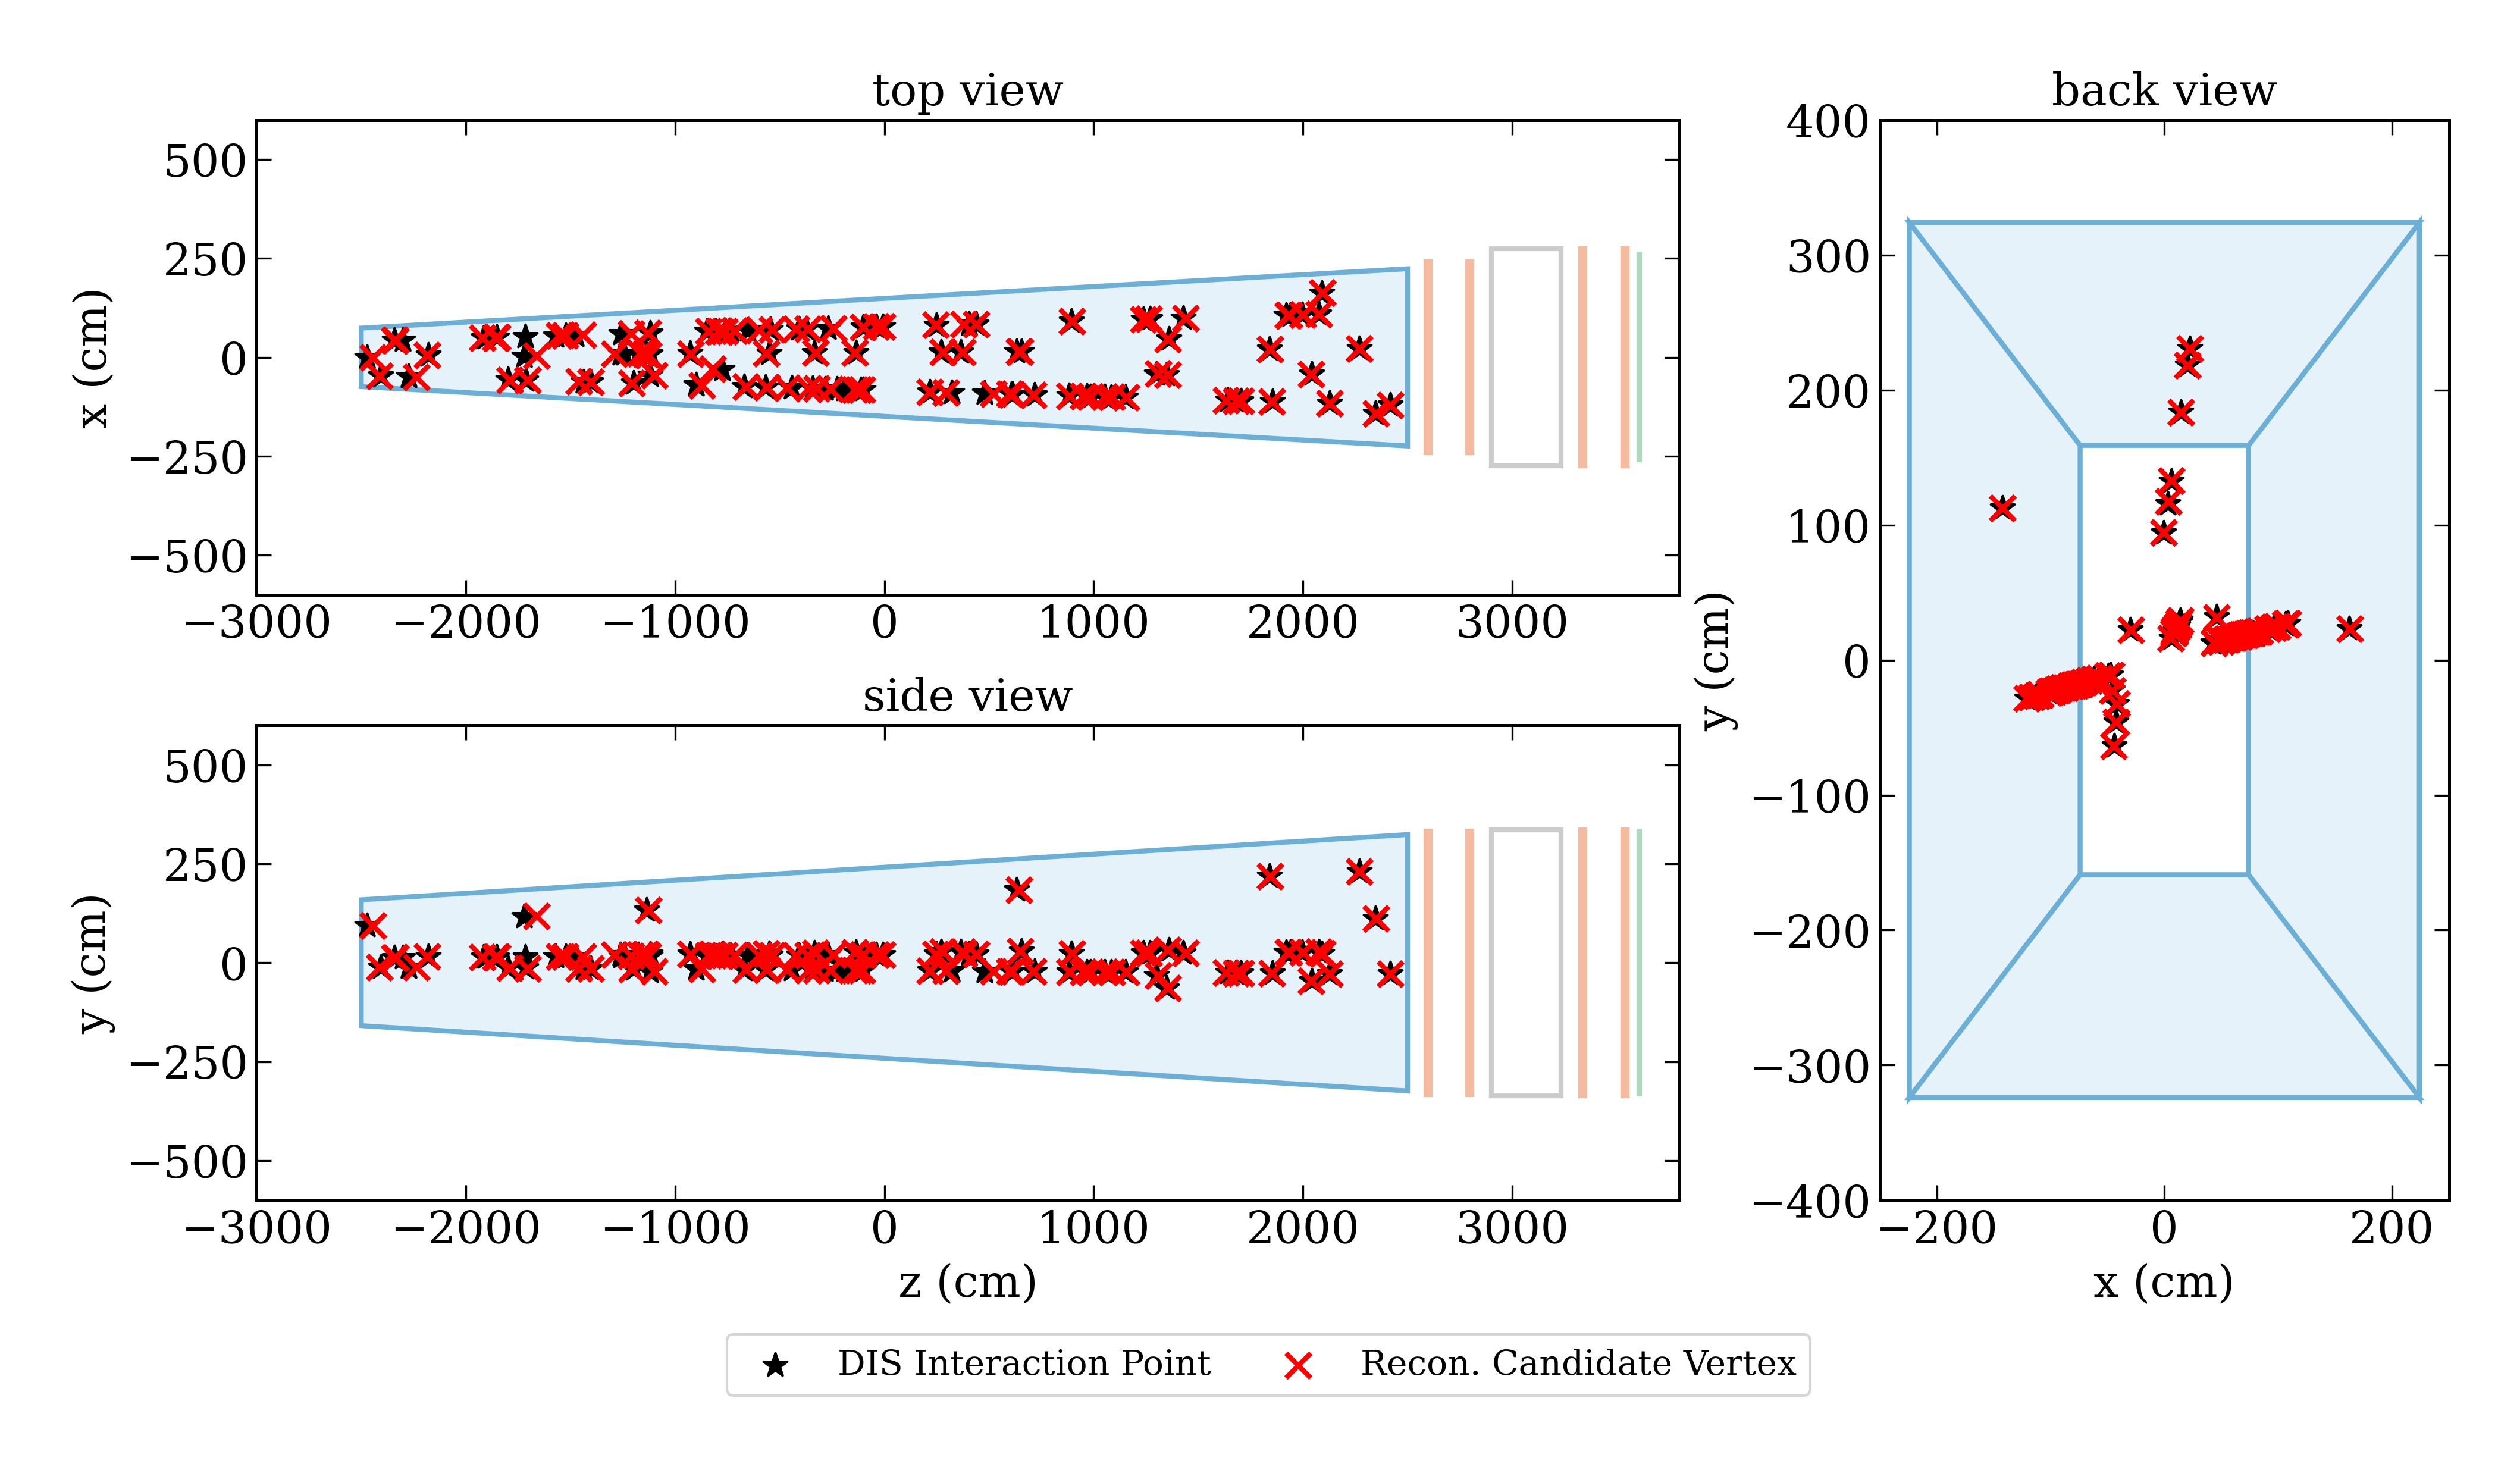 top view
x (cm)
500
250
0
−250
−500
−3000 −2000 −1000 0 1000 2000 3000
side view
y (cm)
500
250
0
−250
−500
−3000 −2000 −1000 0 1000 2000 3000
z (cm)
back view
y (cm)
400
300
200
100
0
−100
−200
−300
−400
−200 0 200
x (cm)
DIS Interaction Point Recon. Candidate Vertex